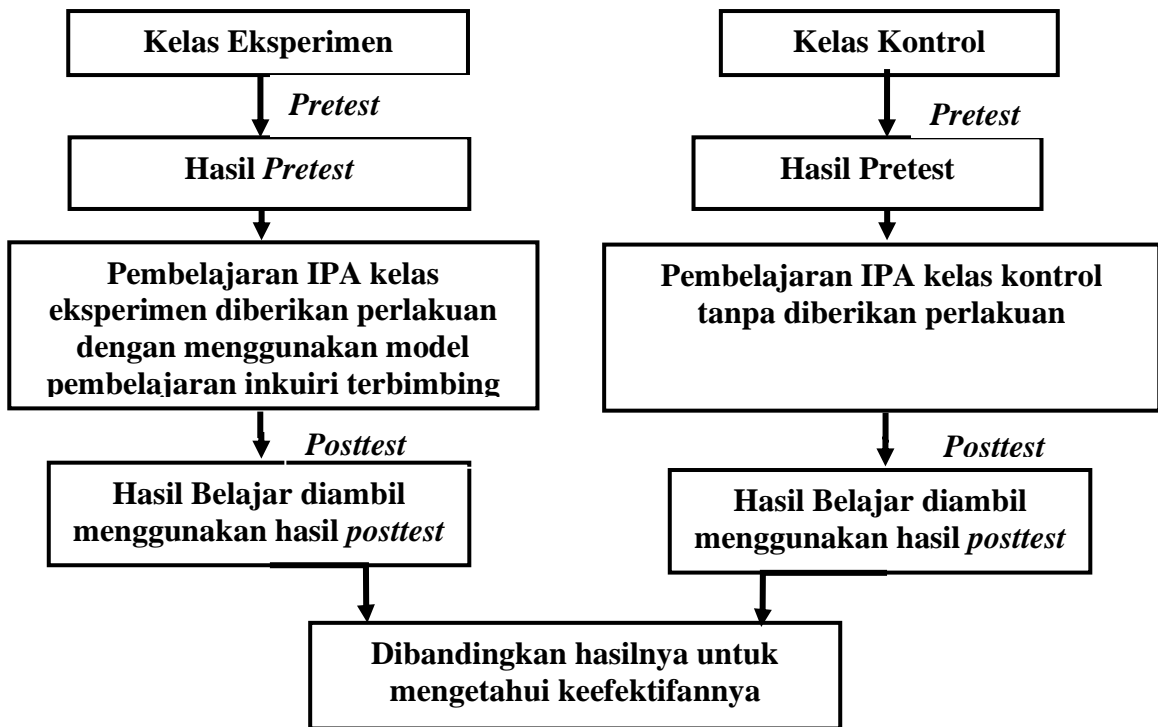 Kelas Eksperimen
Pretest
Hasil Pretest
Pembelajaran IPA kelas
eksperimen diberikan perlakuan
dengan menggunakan model
pembelajaran inkuiri terbimbing
Posttest
Hasil Belajar diambil
menggunakan hasil posttest
Kelas Kontrol
Pretest
Hasil Pretest
Pembelajaran IPA kelas kontrol
tanpa diberikan perlakuan
Posttest
Hasil Belajar diambil
menggunakan hasil posttest
Dibandingkan hasilnya untuk
mengetahui keefektifannya